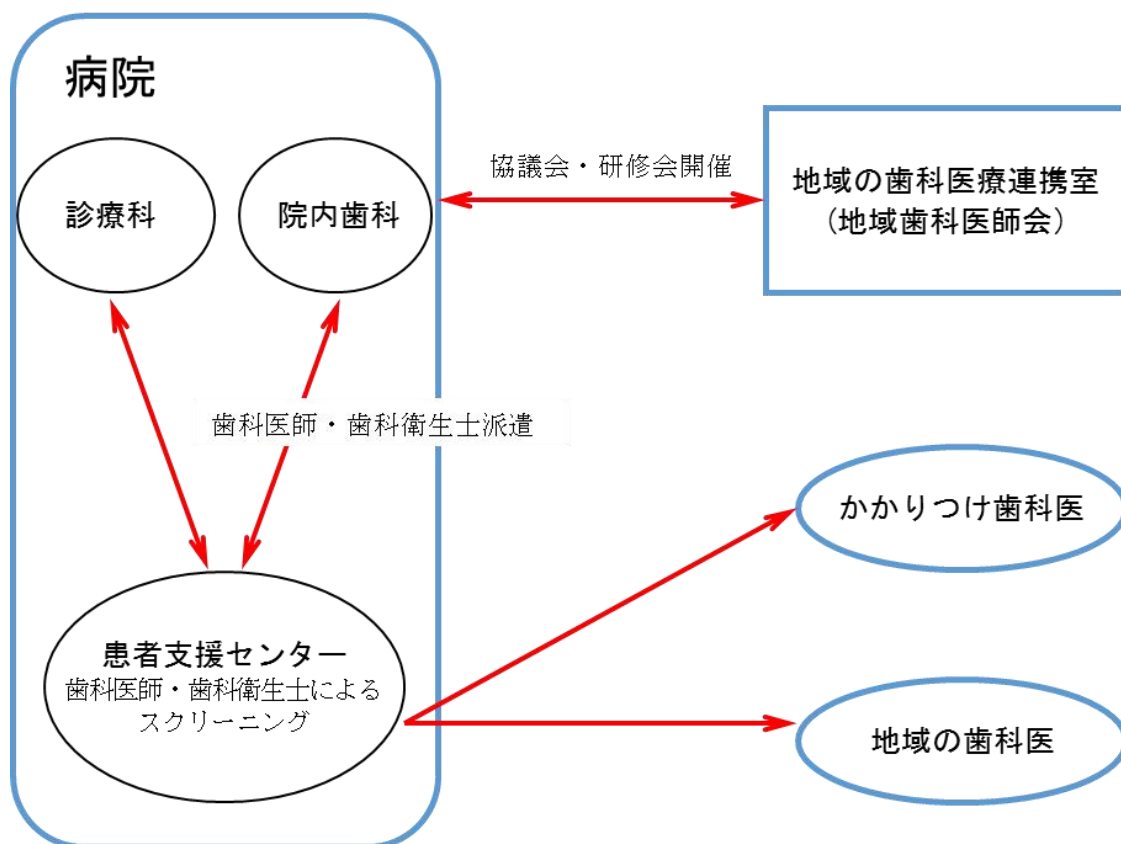 病院
診療科
院内歯科
協議会・研修会開催
地域の歯科医療連携室
(地域歯科医師会)
歯科医師・歯科衛生士派遣
かかりつけ歯科医
患者支援センター
歯科医師・歯科衛生士による
スクリーニング
地域の歯科医